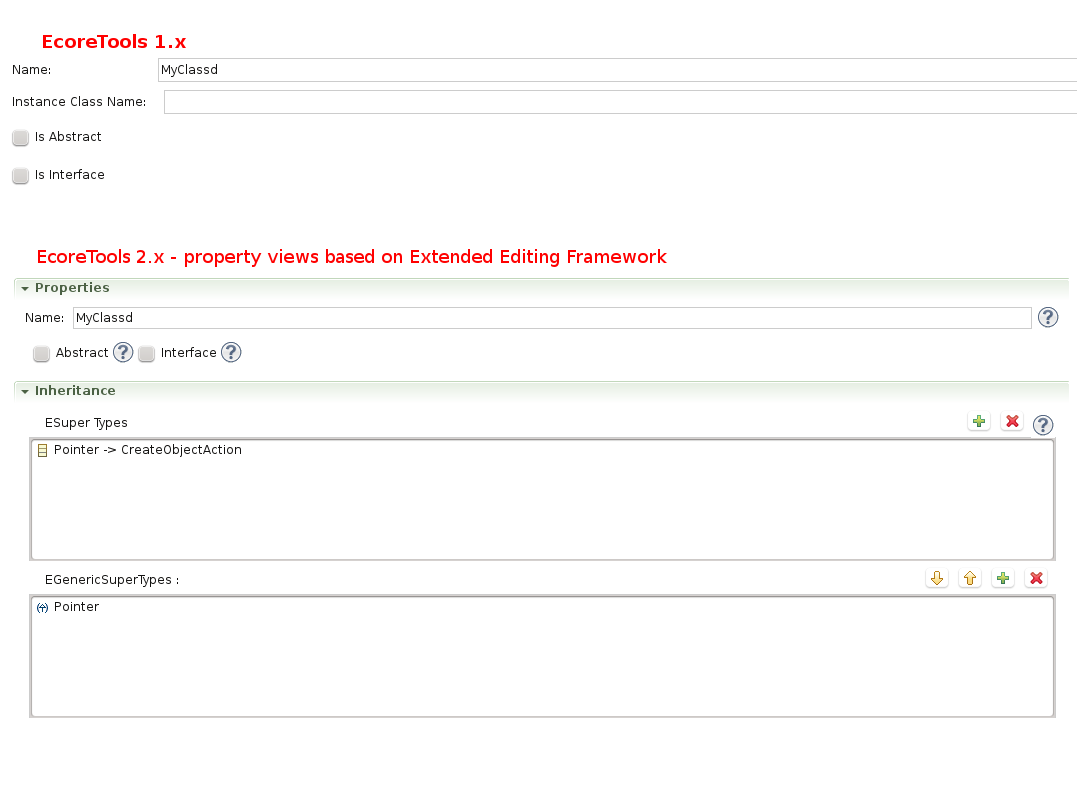 EcoreTools 1.x
Name: MyClassd
Instance Class Name:
Is Abstract
Is Interface
EcoreTools 2.x - property views based on Extended Editing Framework
Properties
Name: MyClassd ?
Abstract ? Interface ?
Inheritance
ESuper Types ?
Pointer -> CreateObjectAction
EGenericSuperTypes :
Pointer